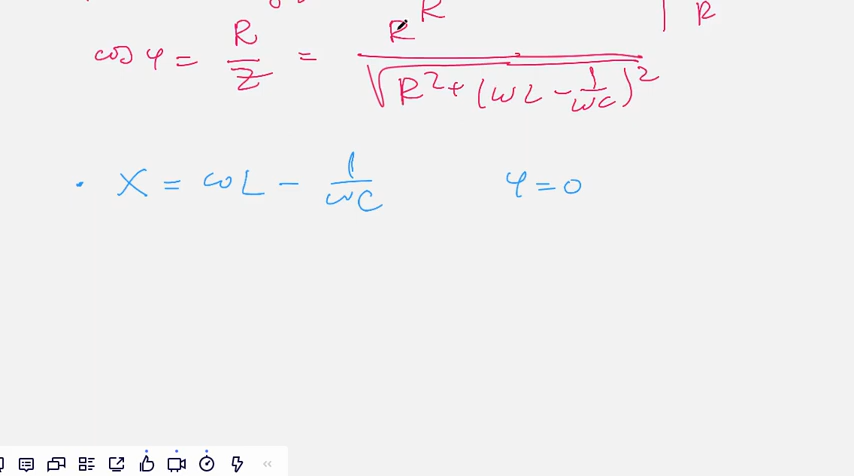 R
R
cos φ = R/Z = R/√(R² + (ωL - 1/ωC)²)
• X = ωL - 1/ωC φ = 0